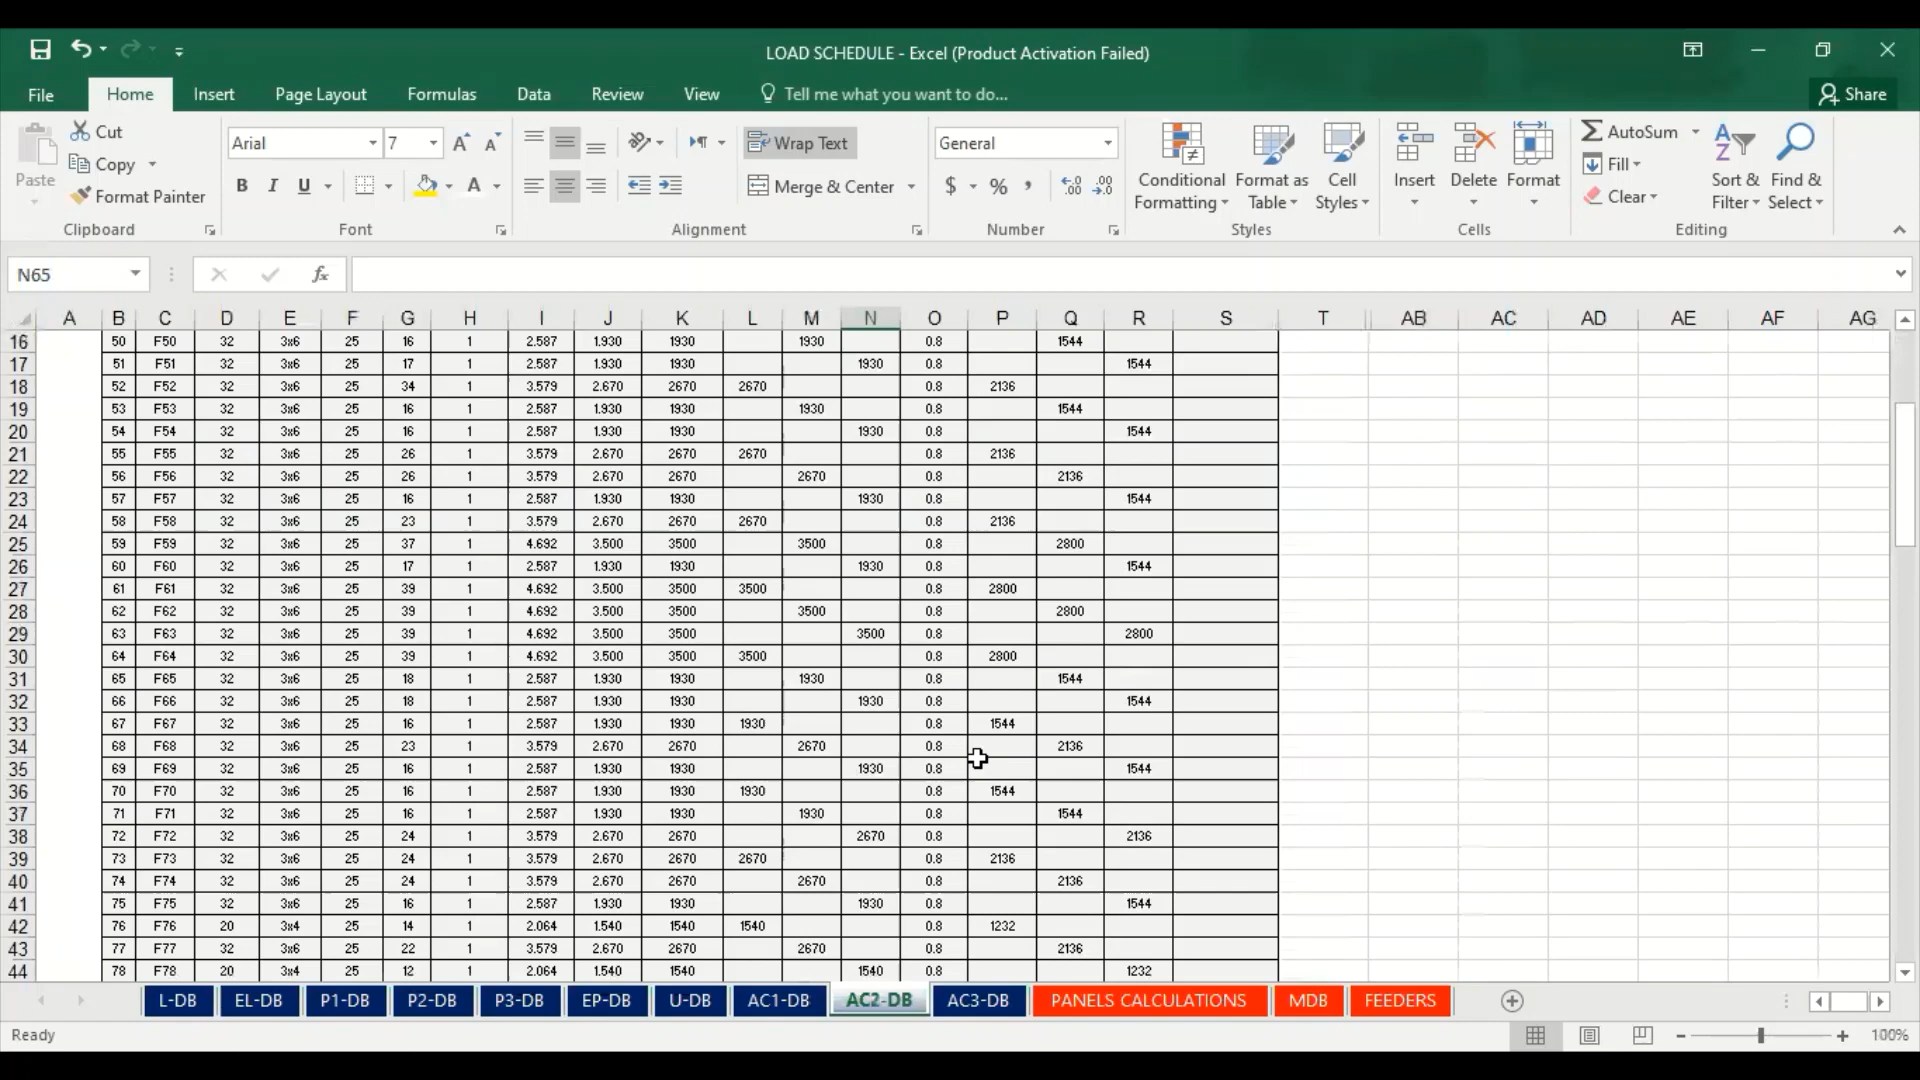 LOAD SCHEDULE - Excel (Product Activation Failed)
File Home Insert Page Layout Formulas Data Review View Tell me what you want to do... Share
Paste Cut Copy Format Painter
Arial 7 Wrap Text Merge & Center General
B I U A $ % ,
Conditional Formatting Format as Table Cell Styles Insert Delete Format
AutoSum Fill Clear Sort & Filter Find & Select
Clipboard Font Alignment Number Styles Cells Editing
N65 fx
A B C D E F G H I J K L M N O P Q R S T AB AC AD AE AF AG
16 50 F50 32 3x6 25 16 1 2.587 1.930 1930 1930 0.8 1544
17 51 F51 32 3x6 25 17 1 2.587 1.930 1930 1930 0.8 1544
18 52 F52 32 3x6 25 34 1 3.579 2.670 2670 2670 0.8 2136
19 53 F53 32 3x6 25 16 1 2.587 1.930 1930 1930 0.8 1544
20 54 F54 32 3x6 25 16 1 2.587 1.930 1930 1930 0.8 1544
21 55 F55 32 3x6 25 26 1 3.579 2.670 2670 2670 0.8 2136
22 56 F56 32 3x6 25 26 1 3.579 2.670 2670 2670 0.8 2136
23 57 F57 32 3x6 25 16 1 2.587 1.930 1930 1930 0.8 1544
24 58 F58 32 3x6 25 23 1 3.579 2.670 2670 2670 0.8 2136
25 59 F59 32 3x6 25 37 1 4.692 3.500 3500 3500 0.8 2800
26 60 F60 32 3x6 25 17 1 2.587 1.930 1930 1930 0.8 1544
27 61 F61 32 3x6 25 39 1 4.692 3.500 3500 3500 0.8 2800
28 62 F62 32 3x6 25 39 1 4.692 3.500 3500 3500 0.8 2800
29 63 F63 32 3x6 25 39 1 4.692 3.500 3500 3500 0.8 2800
30 64 F64 32 3x6 25 39 1 4.692 3.500 3500 3500 0.8 2800
31 65 F65 32 3x6 25 18 1 2.587 1.930 1930 1930 0.8 1544
32 66 F66 32 3x6 25 18 1 2.587 1.930 1930 1930 0.8 1544
33 67 F67 32 3x6 25 16 1 2.587 1.930 1930 1930 0.8 1544
34 68 F68 32 3x6 25 23 1 3.579 2.670 2670 2670 0.8 2136
35 69 F69 32 3x6 25 16 1 2.587 1.930 1930 1930 0.8 1544
36 70 F70 32 3x6 25 16 1 2.587 1.930 1930 1930 0.8 1544
37 71 F71 32 3x6 25 16 1 2.587 1.930 1930 1930 0.8 1544
38 72 F72 32 3x6 25 24 1 3.579 2.670 2670 2670 0.8 2136
39 73 F73 32 3x6 25 24 1 3.579 2.670 2670 2670 0.8 2136
40 74 F74 32 3x6 25 24 1 3.579 2.670 2670 2670 0.8 2136
41 75 F75 32 3x6 25 16 1 2.587 1.930 1930 1930 0.8 1544
42 76 F76 20 3x4 25 14 1 2.064 1.540 1540 1540 0.8 1232
43 77 F77 32 3x6 25 22 1 3.579 2.670 2670 2670 0.8 2136
44 78 F78 20 3x4 25 12 1 2.064 1.540 1540 1540 0.8 1232
L-DB EL-DB P1-DB P2-DB P3-DB EP-DB U-DB AC1-DB AC2-DB AC3-DB PANELS CALCULATIONS MDB FEEDERS
Ready 100%